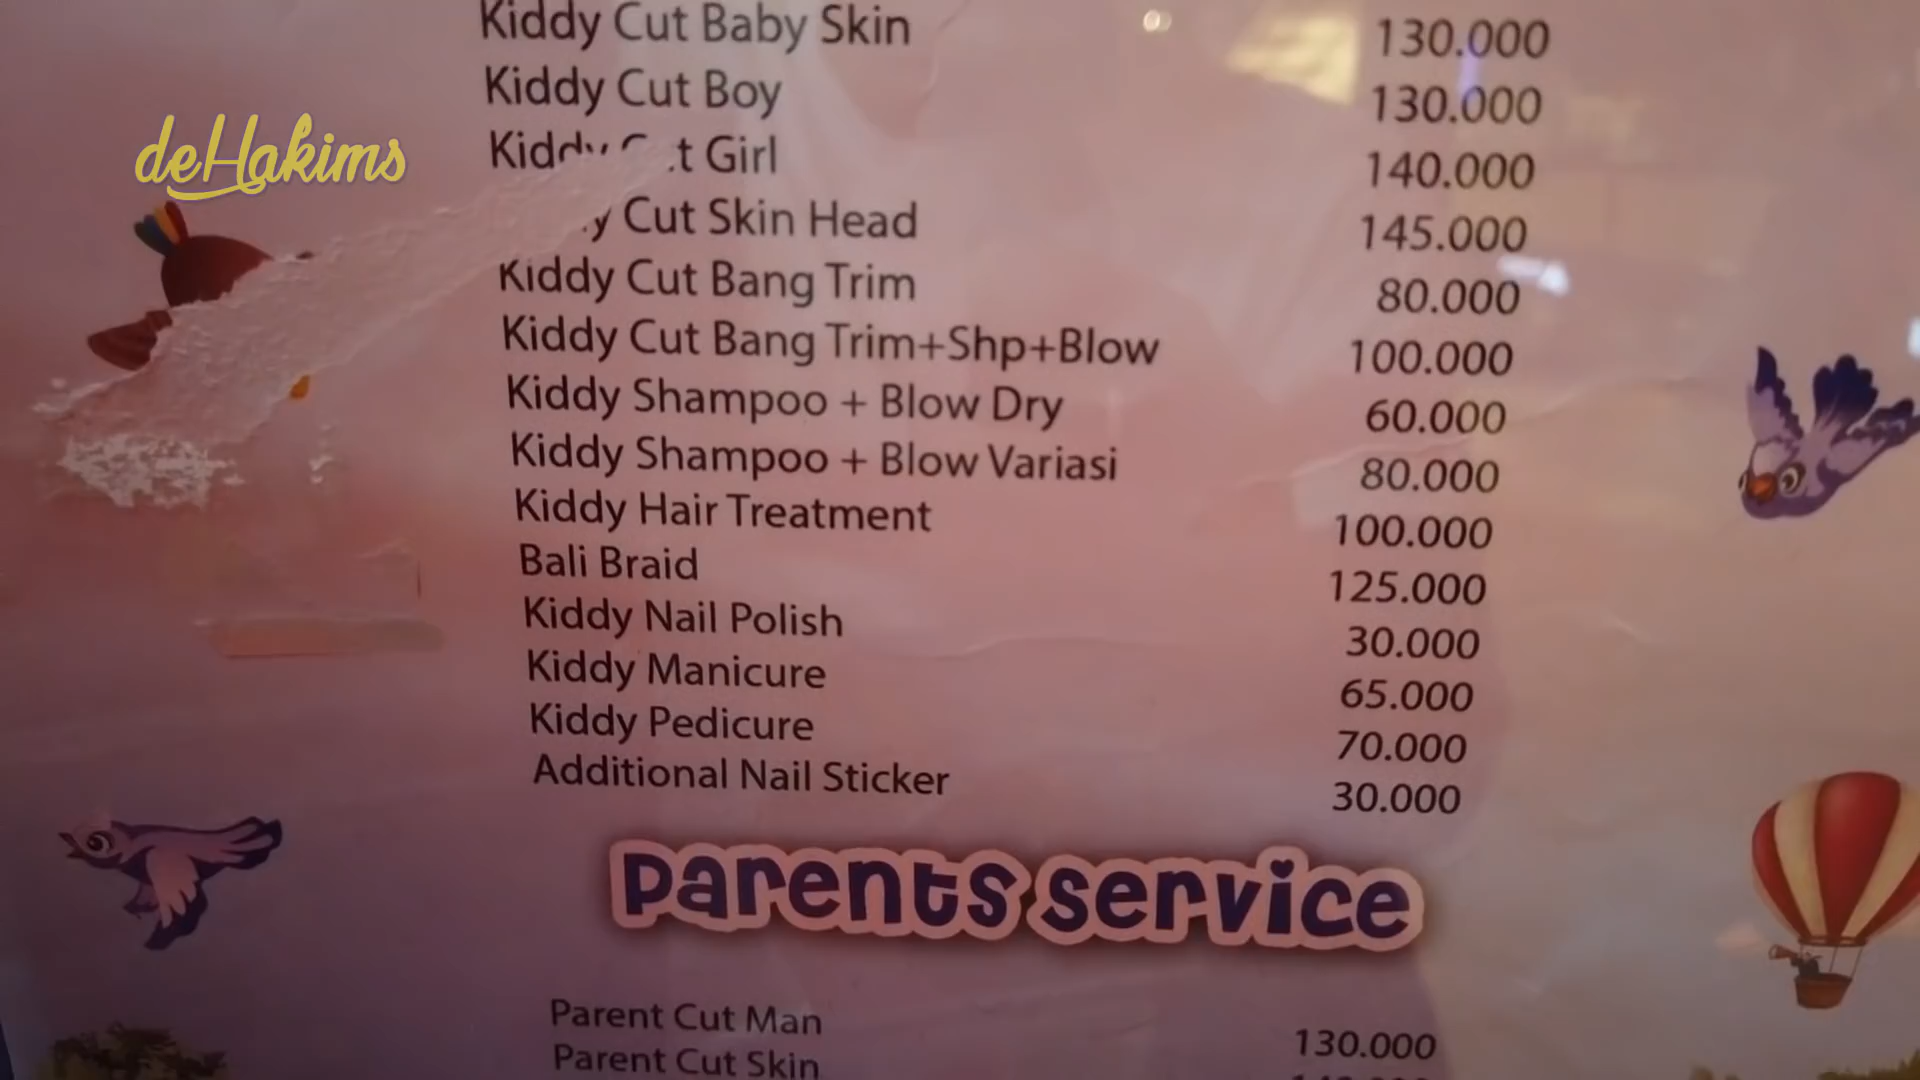 Kiddy Cut Baby Skin 130.000
deHakims
Kiddy Cut Boy 130.000
Girl 140.000
Cut Skin Head 145.000
Kiddy Cut Bang Trim 80.000
Kiddy Cut Bang Trim+Shp+Blow 100.000
Kiddy Shampoo + Blow Dry 60.000
Kiddy Shampoo + Blow Variasi 80.000
Kiddy Hair Treatment 100.000
Bali Braid 125.000
Kiddy Nail Polish 30.000
Kiddy Manicure 65.000
Kiddy Pedicure 70.000
Additional Nail Sticker 30.000
Parents Service
Parent Cut Man 130.000
Parent Cut Skin